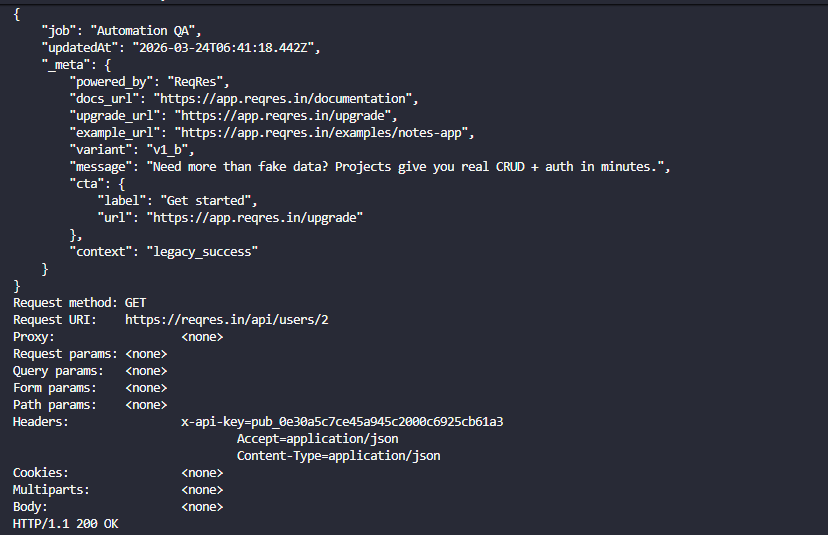 {
    "job": "Automation QA",
    "updatedAt": "2026-03-24T06:41:18.442Z",
    "_meta": {
        "powered_by": "ReqRes",
        "docs_url": "https://app.reqres.in/documentation",
        "upgrade_url": "https://app.reqres.in/upgrade",
        "example_url": "https://app.reqres.in/examples/notes-app",
        "variant": "v1_b",
        "message": "Need more than fake data? Projects give you real CRUD + auth in minutes.",
        "cta": {
            "label": "Get started",
            "url": "https://app.reqres.in/upgrade"
        },
        "context": "legacy_success"
    }
}
Request method: GET
Request URI:    https://reqres.in/api/users/2
Proxy:                  <none>
Request params: <none>
Query params:   <none>
Form params:    <none>
Path params:    <none>
Headers:                x-api-key=pub_0e30a5c7ce45a945c2000c6925cb61a3
                                Accept=application/json
                                Content-Type=application/json
Cookies:                <none>
Multiparts:             <none>
Body:                   <none>
HTTP/1.1 200 OK